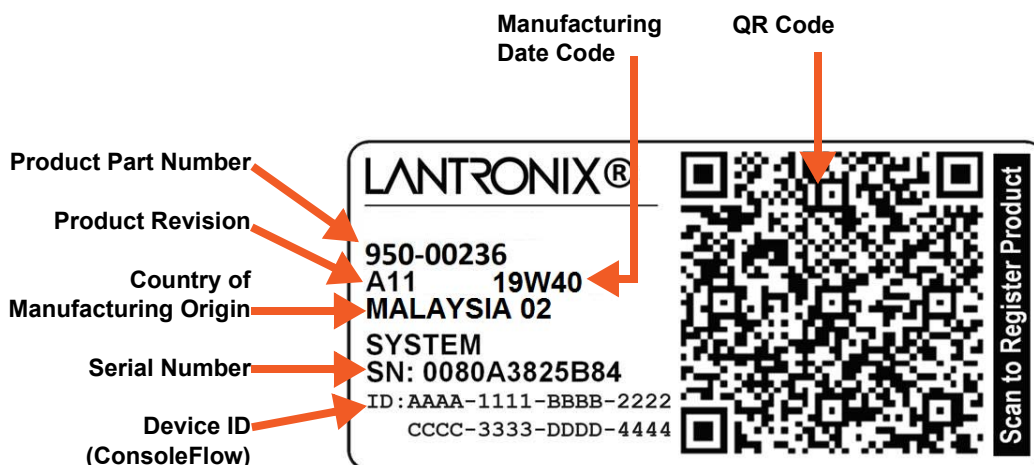 Manufacturing
Date Code
QR Code
Product Part Number
Product Revision
Country of
Manufacturing Origin
Serial Number
Device ID
(ConsoleFlow)
LANTRONIX®
950-00236
A11 19W40
MALAYSIA 02
SYSTEM
SN: 0080A3825B84
ID:AAAA-1111-BBBB-2222
CCCC-3333-DDDD-4444
Scan to Register Product